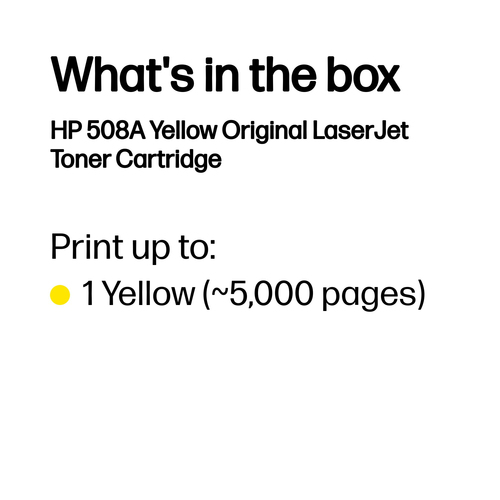 What's in the box
HP 508A Yellow Original LaserJet
Toner Cartridge
Print up to:
1 Yellow (~5,000 pages)